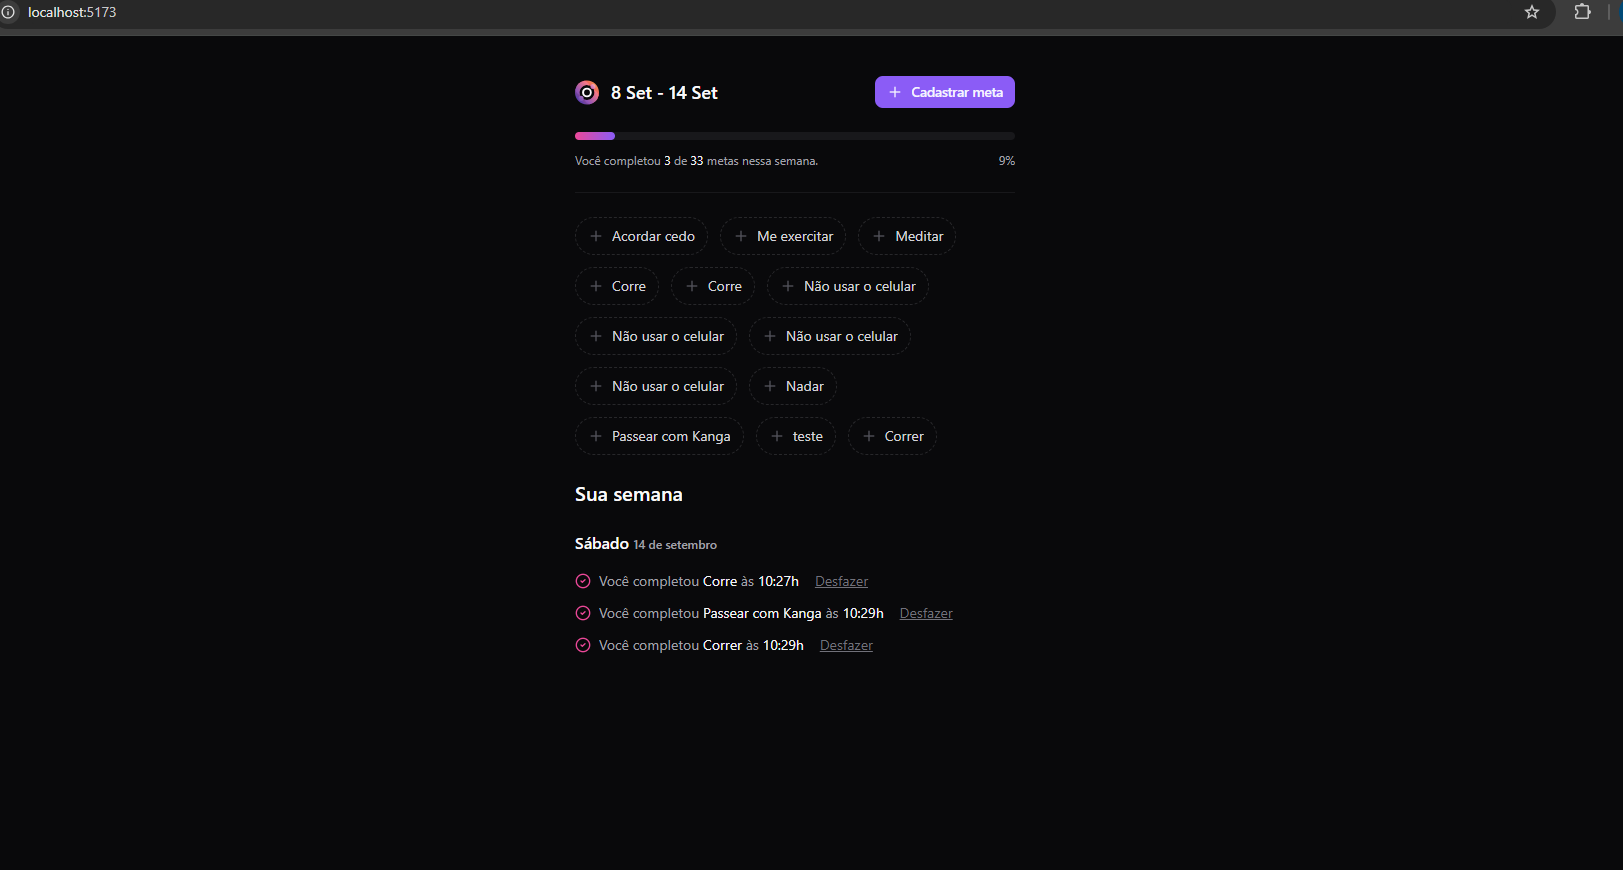 localhost:5173
8 Set - 14 Set
Cadastrar meta
Você completou 3 de 33 metas nessa semana. 9%
Acordar cedo Me exercitar Meditar
Corre Corre Não usar o celular
Não usar o celular Não usar o celular
Não usar o celular Nadar
Passear com Kanga teste Correr
Sua semana
Sábado 14 de setembro
Você completou Corre às 10:27h Desfazer
Você completou Passear com Kanga às 10:29h Desfazer
Você completou Correr às 10:29h Desfazer